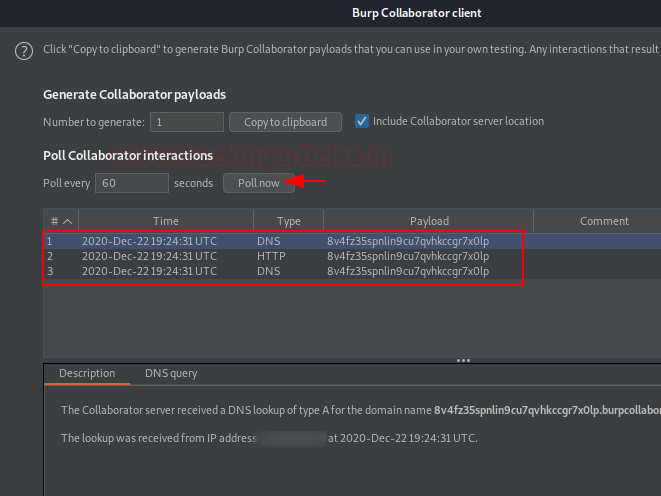 Burp Collaborator client
?
Click "Copy to clipboard" to generate Burp Collaborator payloads that you can use in your own testing. Any interactions that result
Generate Collaborator payloads
Number to generate: 1 Copy to clipboard Include Collaborator server location
www.hackingarticles.in
Poll Collaborator interactions
Poll every 60 seconds Poll now
# Time Type Payload Comment
1 2020-Dec-22 19:24:31 UTC DNS 8v4fz35spnlin9cu7qvhkccgr7x0lp
2 2020-Dec-22 19:24:31 UTC HTTP 8v4fz35spnlin9cu7qvhkccgr7x0lp
3 2020-Dec-22 19:24:31 UTC DNS 8v4fz35spnlin9cu7qvhkccgr7x0lp
Description DNS query
The Collaborator server received a DNS lookup of type A for the domain name 8v4fz35spnlin9cu7qvhkccgr7x0lp.burpcollabo
The lookup was received from IP address at 2020-Dec-22 19:24:31 UTC.